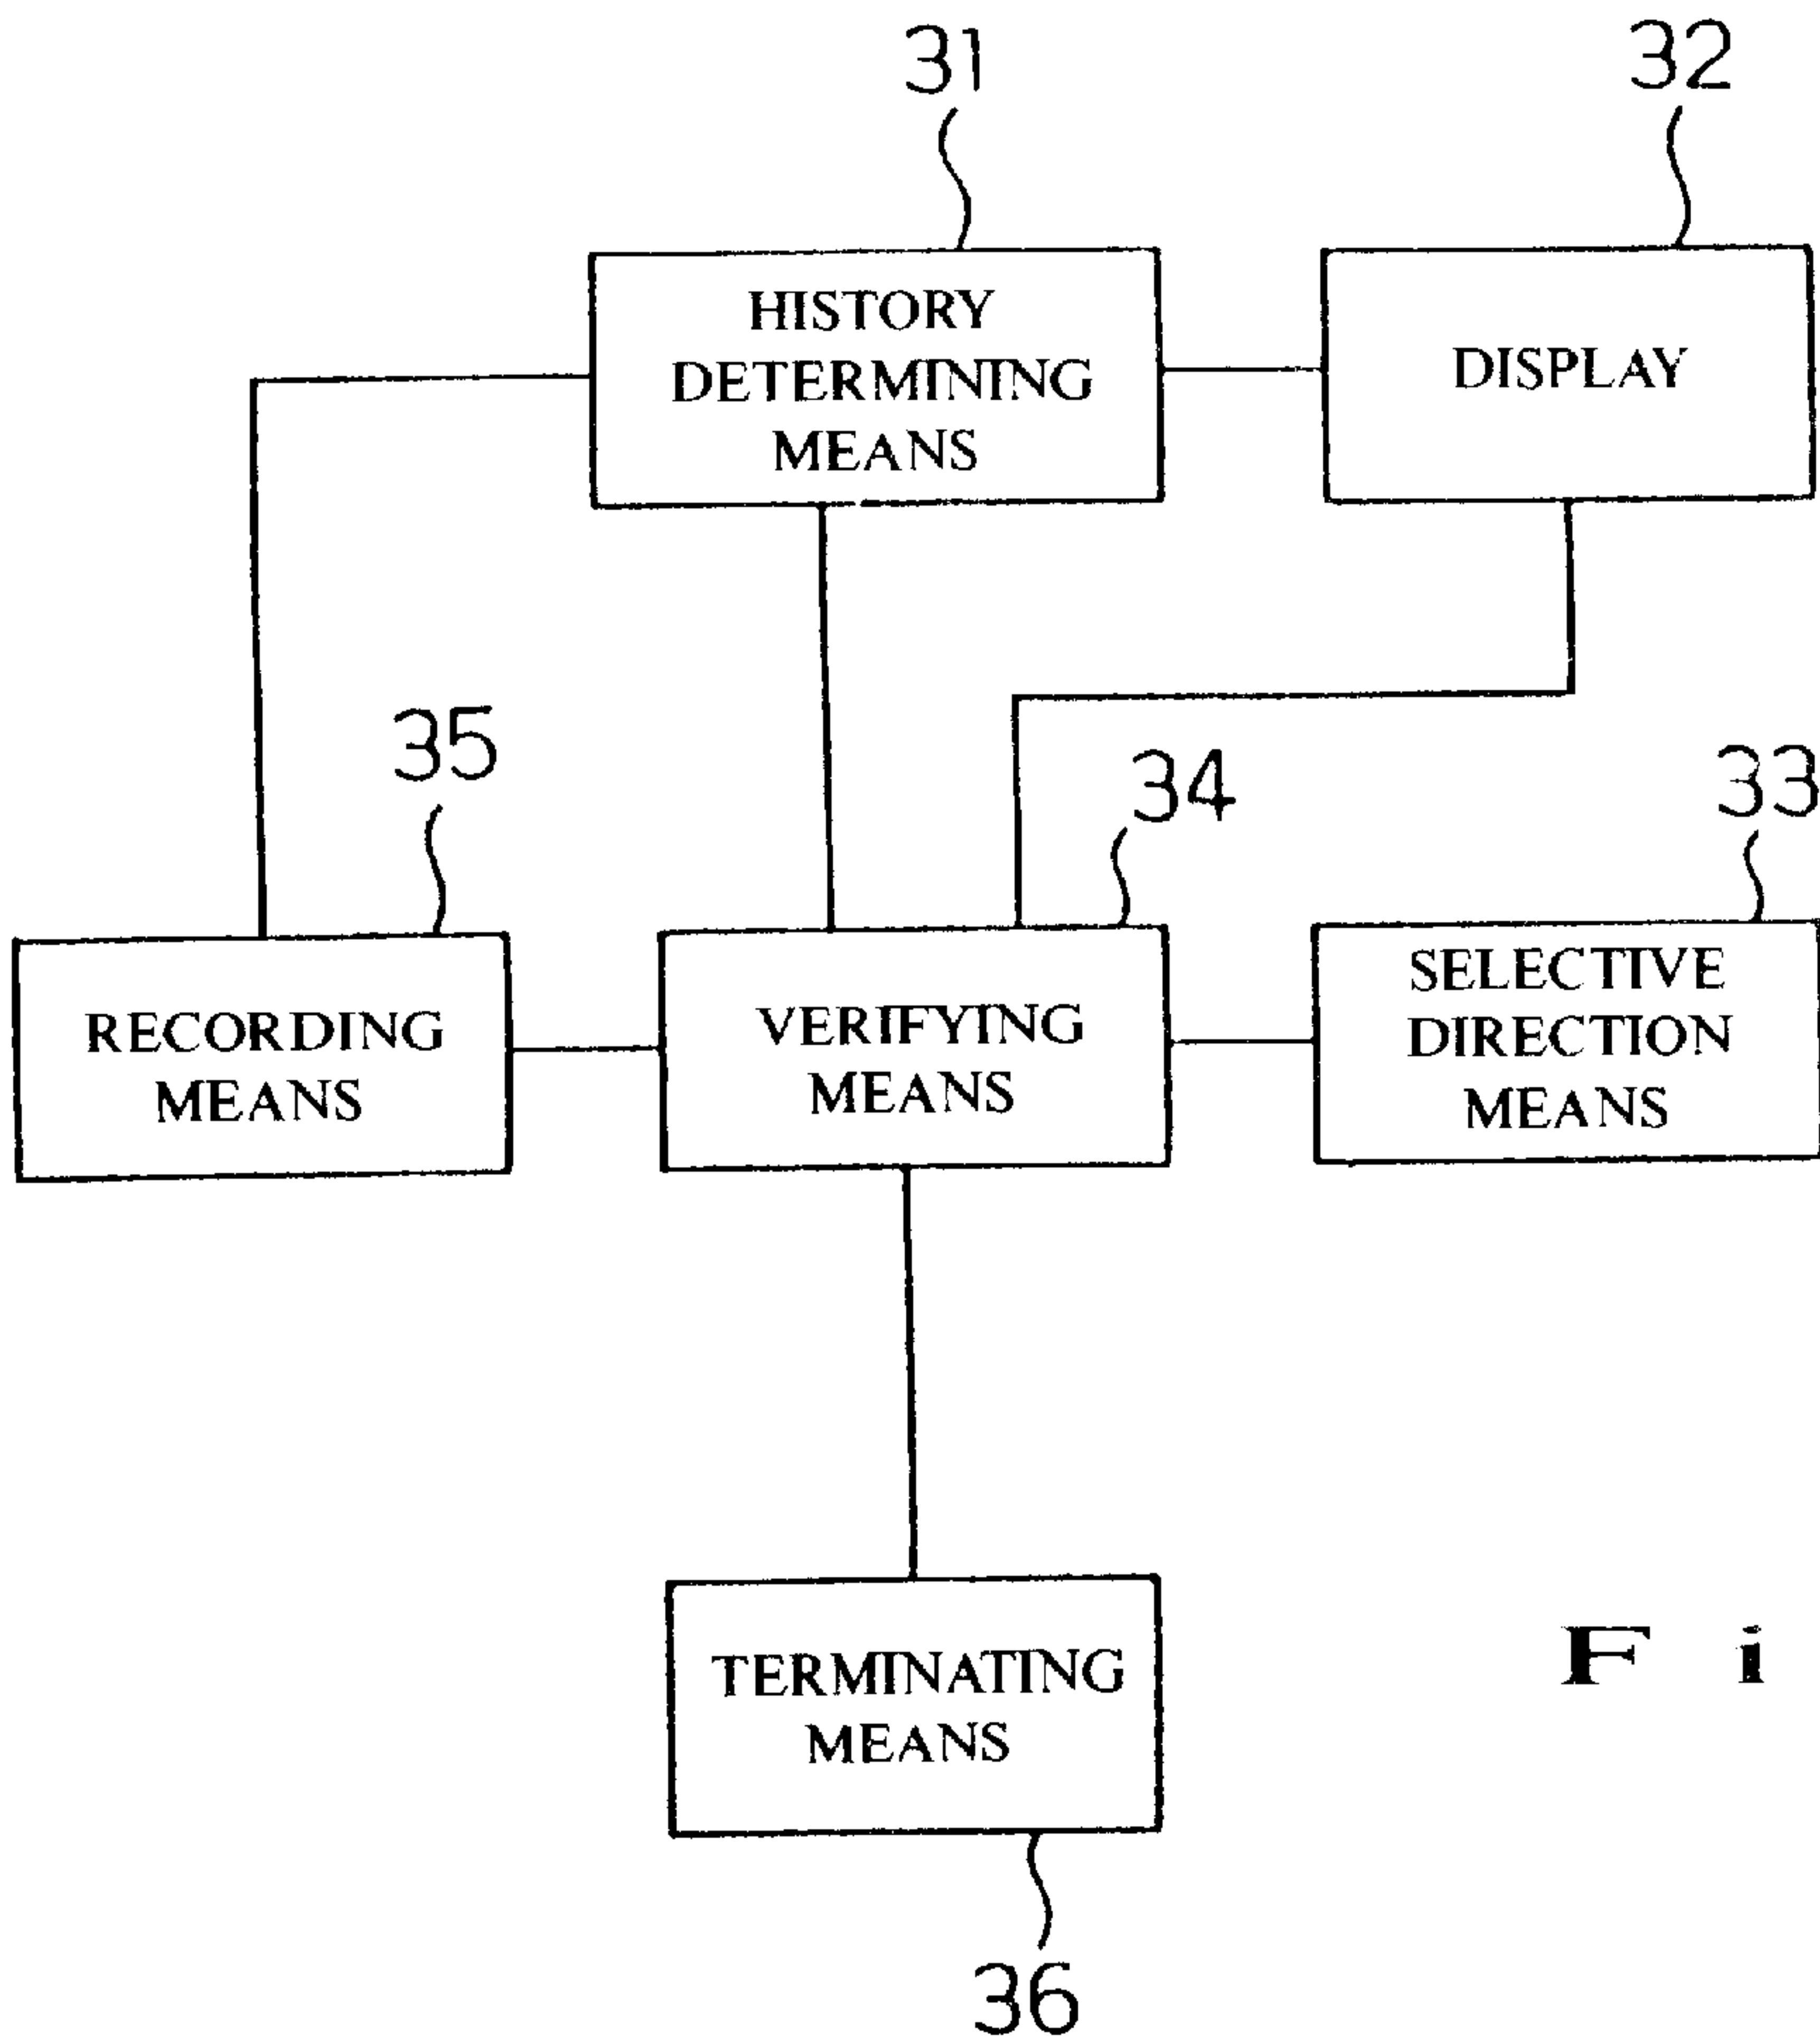 31
32
HISTORY
DETERMINING
MEANS
DISPLAY
35
34
33
RECORDING
MEANS
VERIFYING
MEANS
SELECTIVE
DIRECTION
MEANS
TERMINATING
MEANS
F i
36